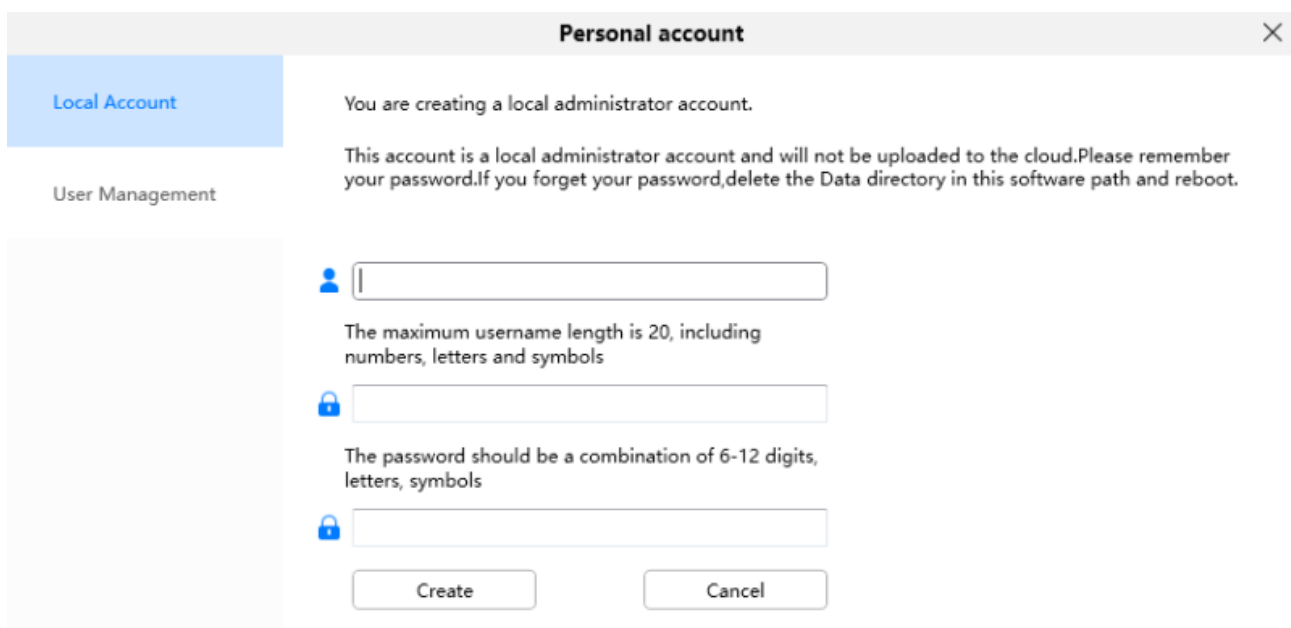 Personal account
Local Account
User Management
You are creating a local administrator account.
This account is a local administrator account and will not be uploaded to the cloud.Please remember
your password.If you forget your password,delete the Data directory in this software path and reboot.
The maximum username length is 20, including
numbers, letters and symbols
The password should be a combination of 6-12 digits,
letters, symbols
Create
Cancel